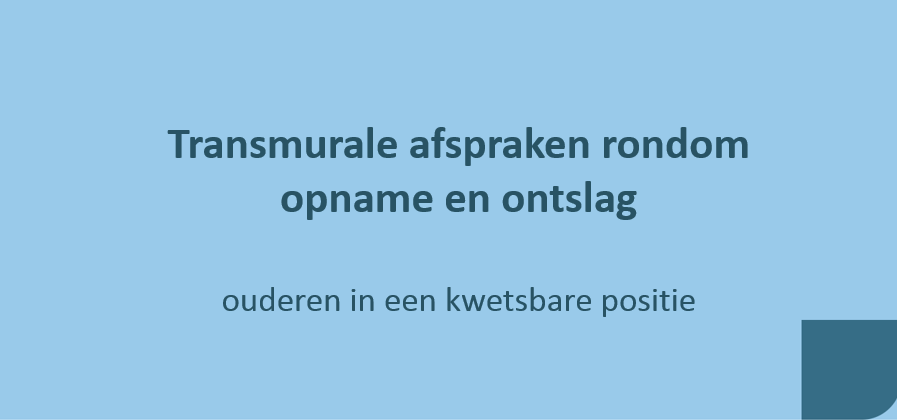 Transmurale afspraken rondom
opname en ontslag
ouderen in een kwetsbare positie